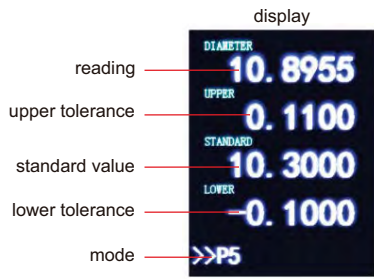 display
DIAMETER
reading
10.8955
UPPER
upper tolerance
0.1100
STANDARD
standard value
10.3000
LOWER
lower tolerance
-0.1000
mode
>>P5